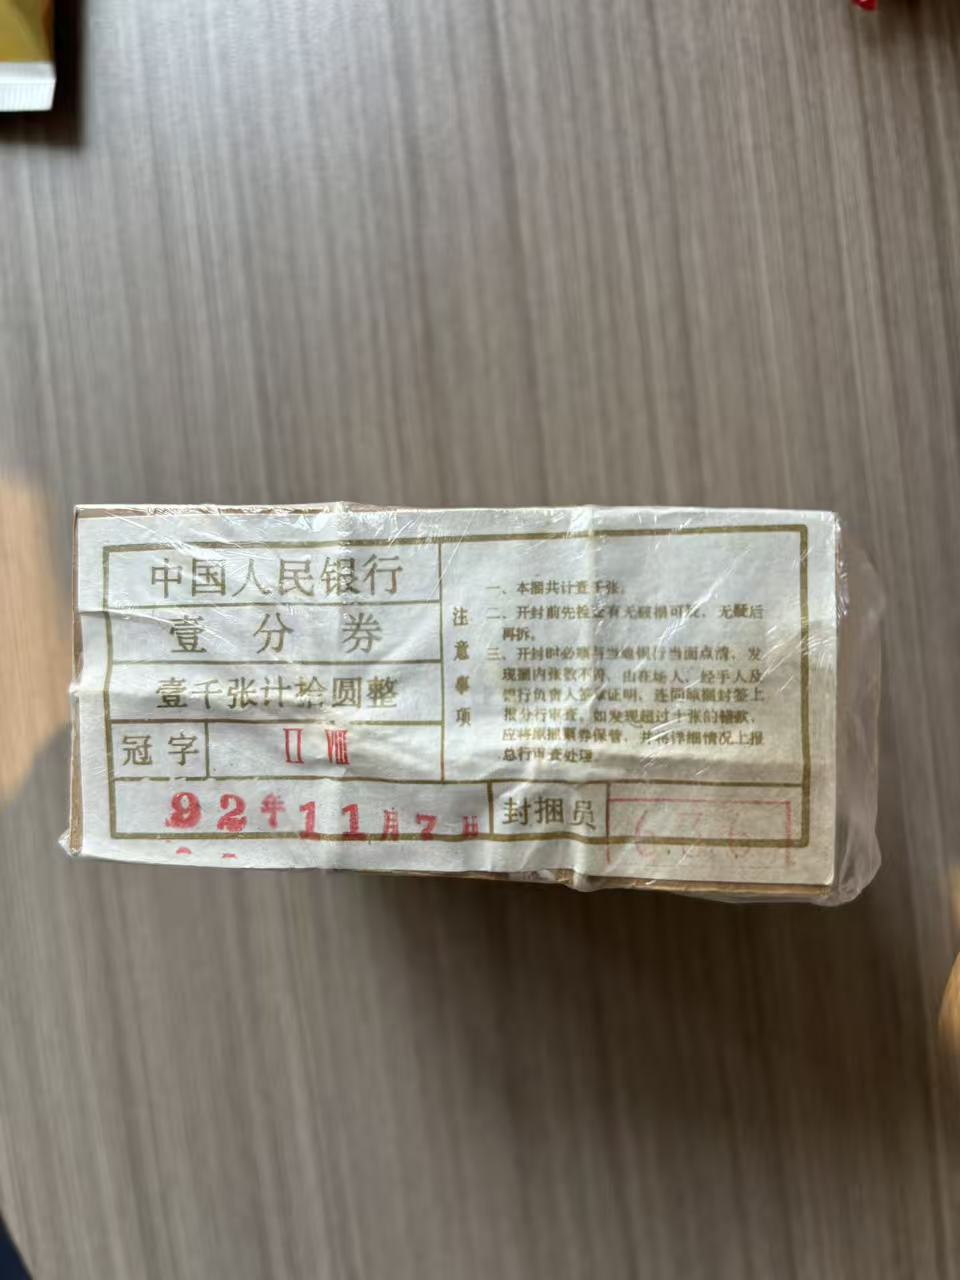 中国人民银行
壹分券
壹千张计拾圆整
冠字 II VIII
92年11月7日
注意事项
一、本捆共计壹千张。
二、开封前先检查有无破损可疑，无疑后
再拆。
三、开封时必须与当地银行当面点清，发
现捆内张数不符，由在场人、经手人及
银行负责人签章证明，连同原捆封签上
报分行审查，如发现超过十张的错款，
应将原捆票券保管，并将详细情况上报
总行审查处理。
封捆员